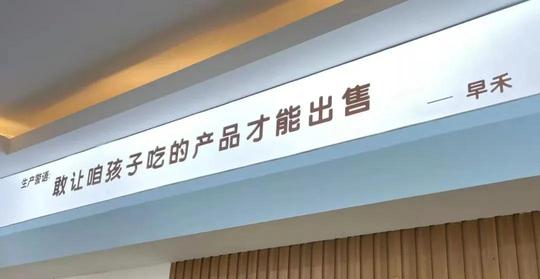 生产警语:
敢让咱孩子吃的产品才能出售
— 早禾